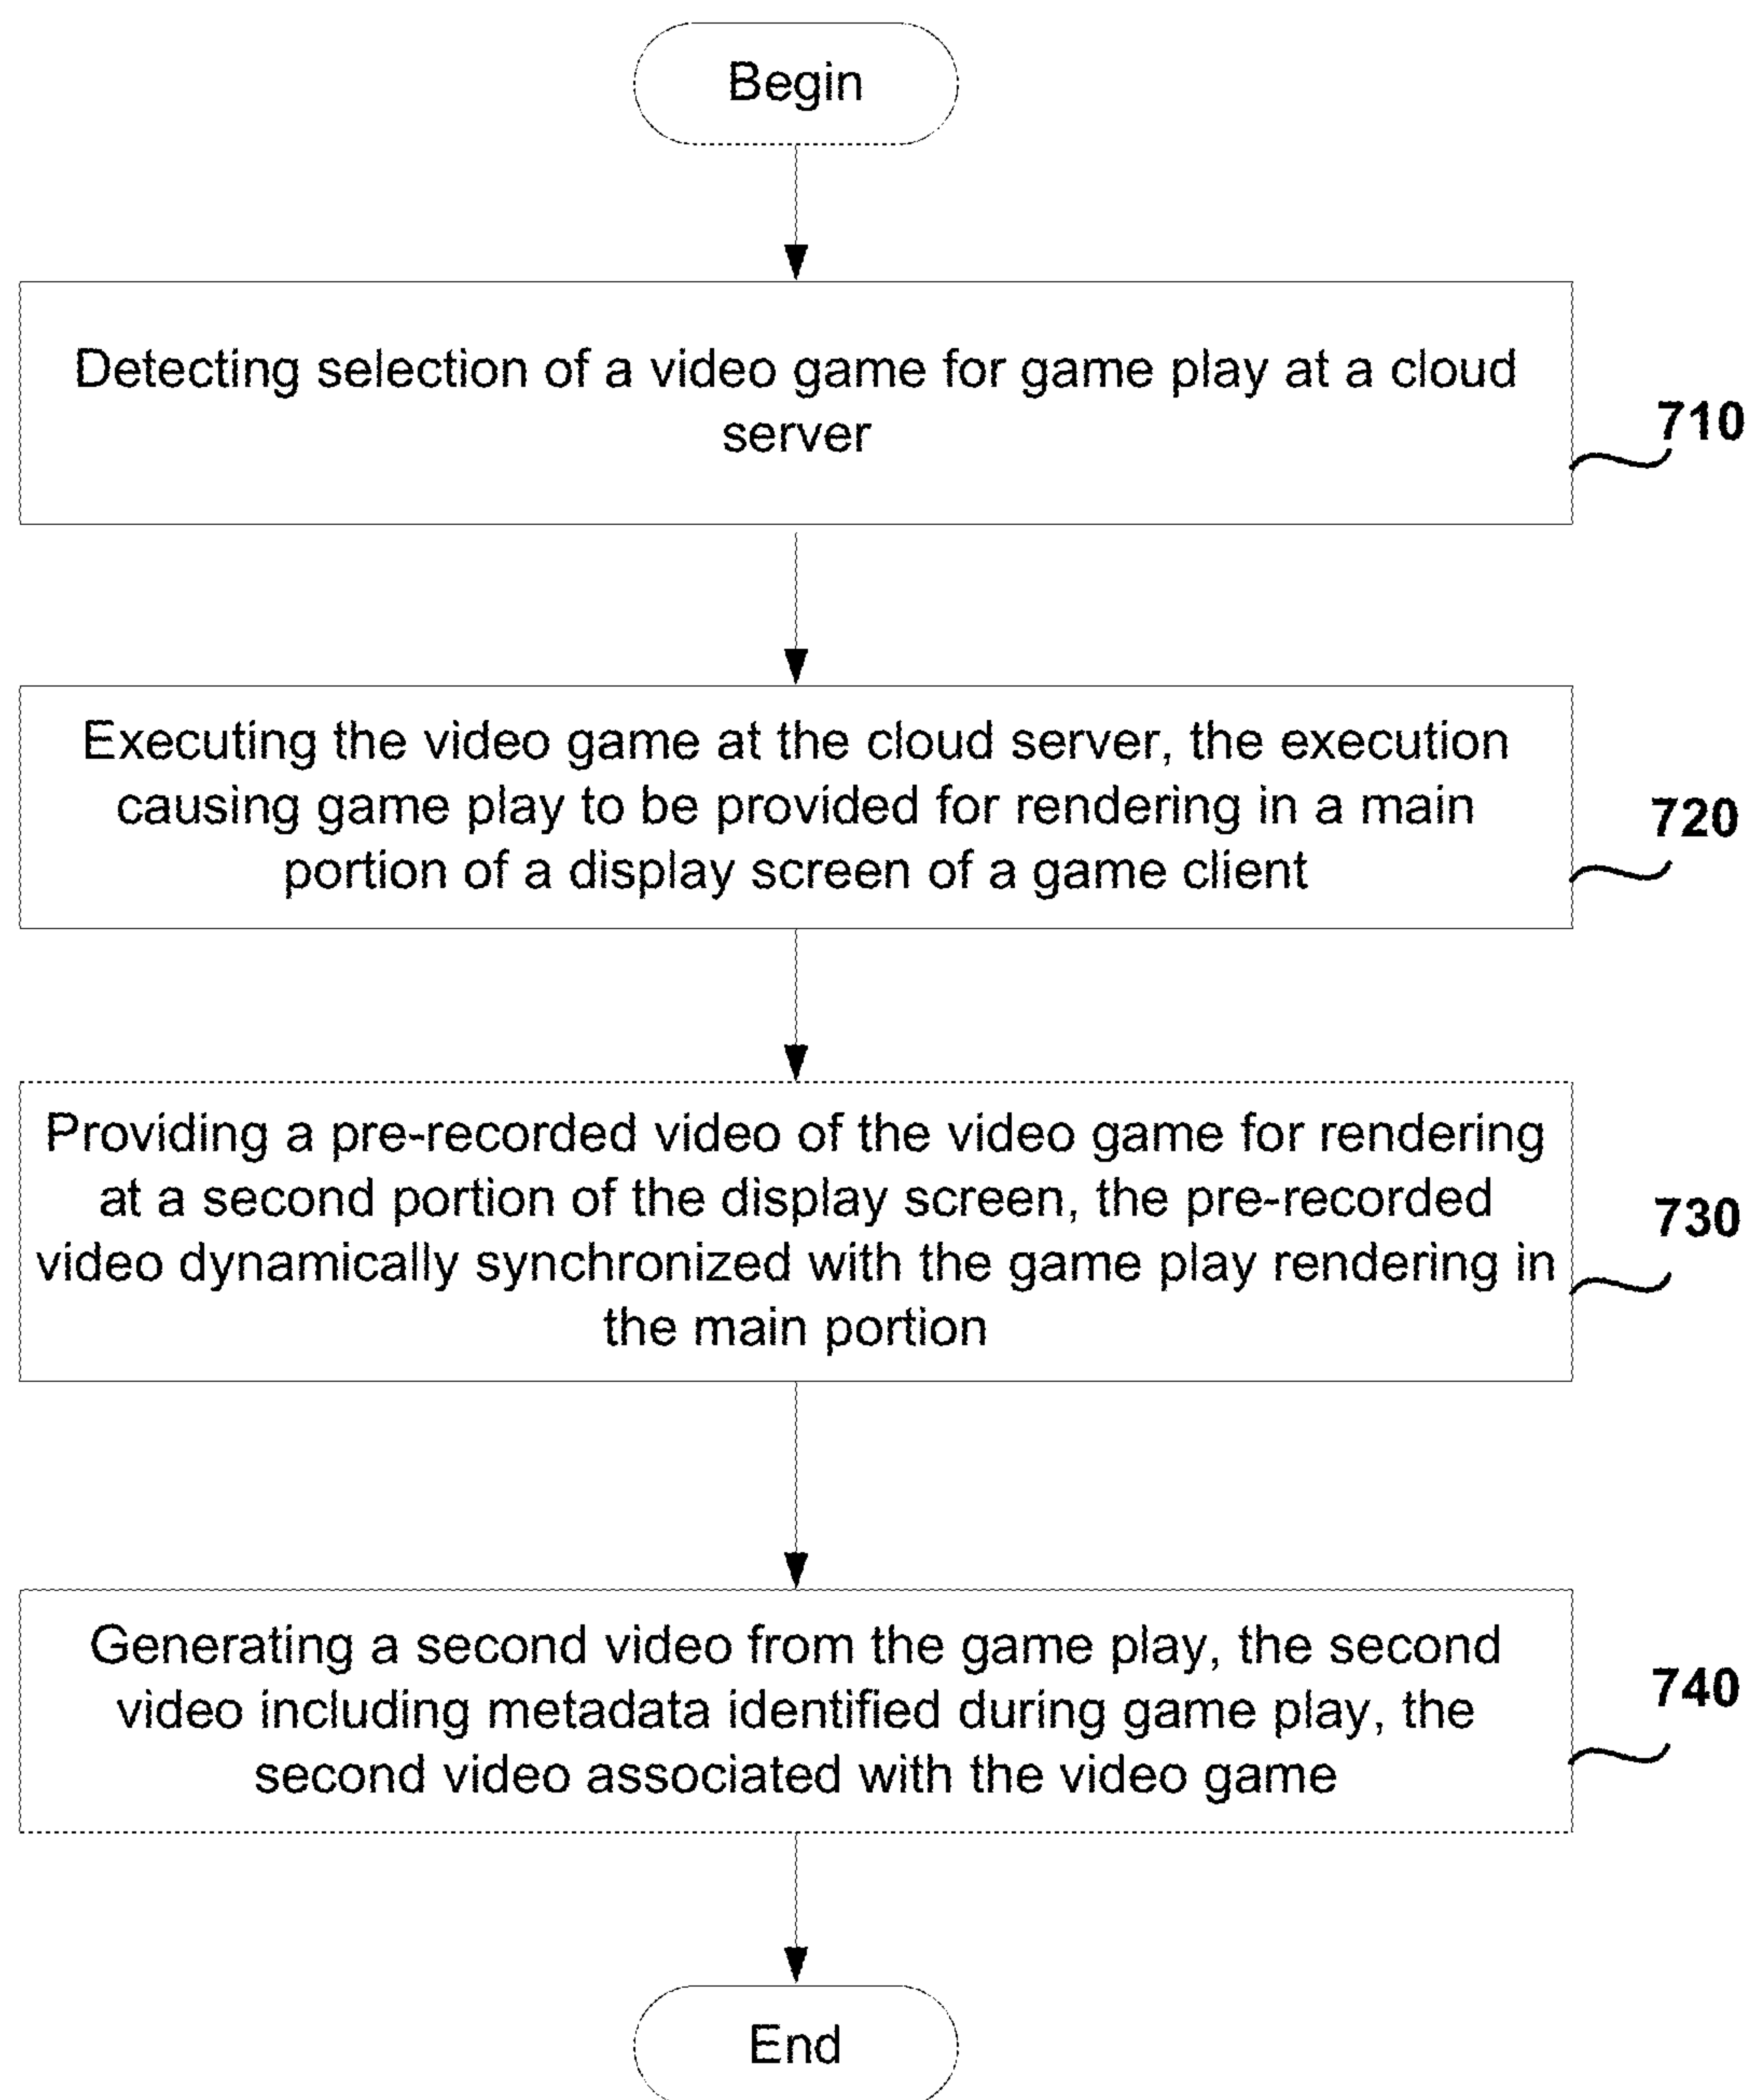 Begin
Detecting selection of a video game for game play at a cloud
server
710
Executing the video game at the cloud server, the execution
causing game play to be provided for rendering in a main
portion of a display screen of a game client
720
Providing a pre-recorded video of the video game for rendering
at a second portion of the display screen, the pre-recorded
video dynamically synchronized with the game play rendering in
the main portion
730
Generating a second video from the game play, the second
video including metadata identified during game play, the
second video associated with the video game
740
End